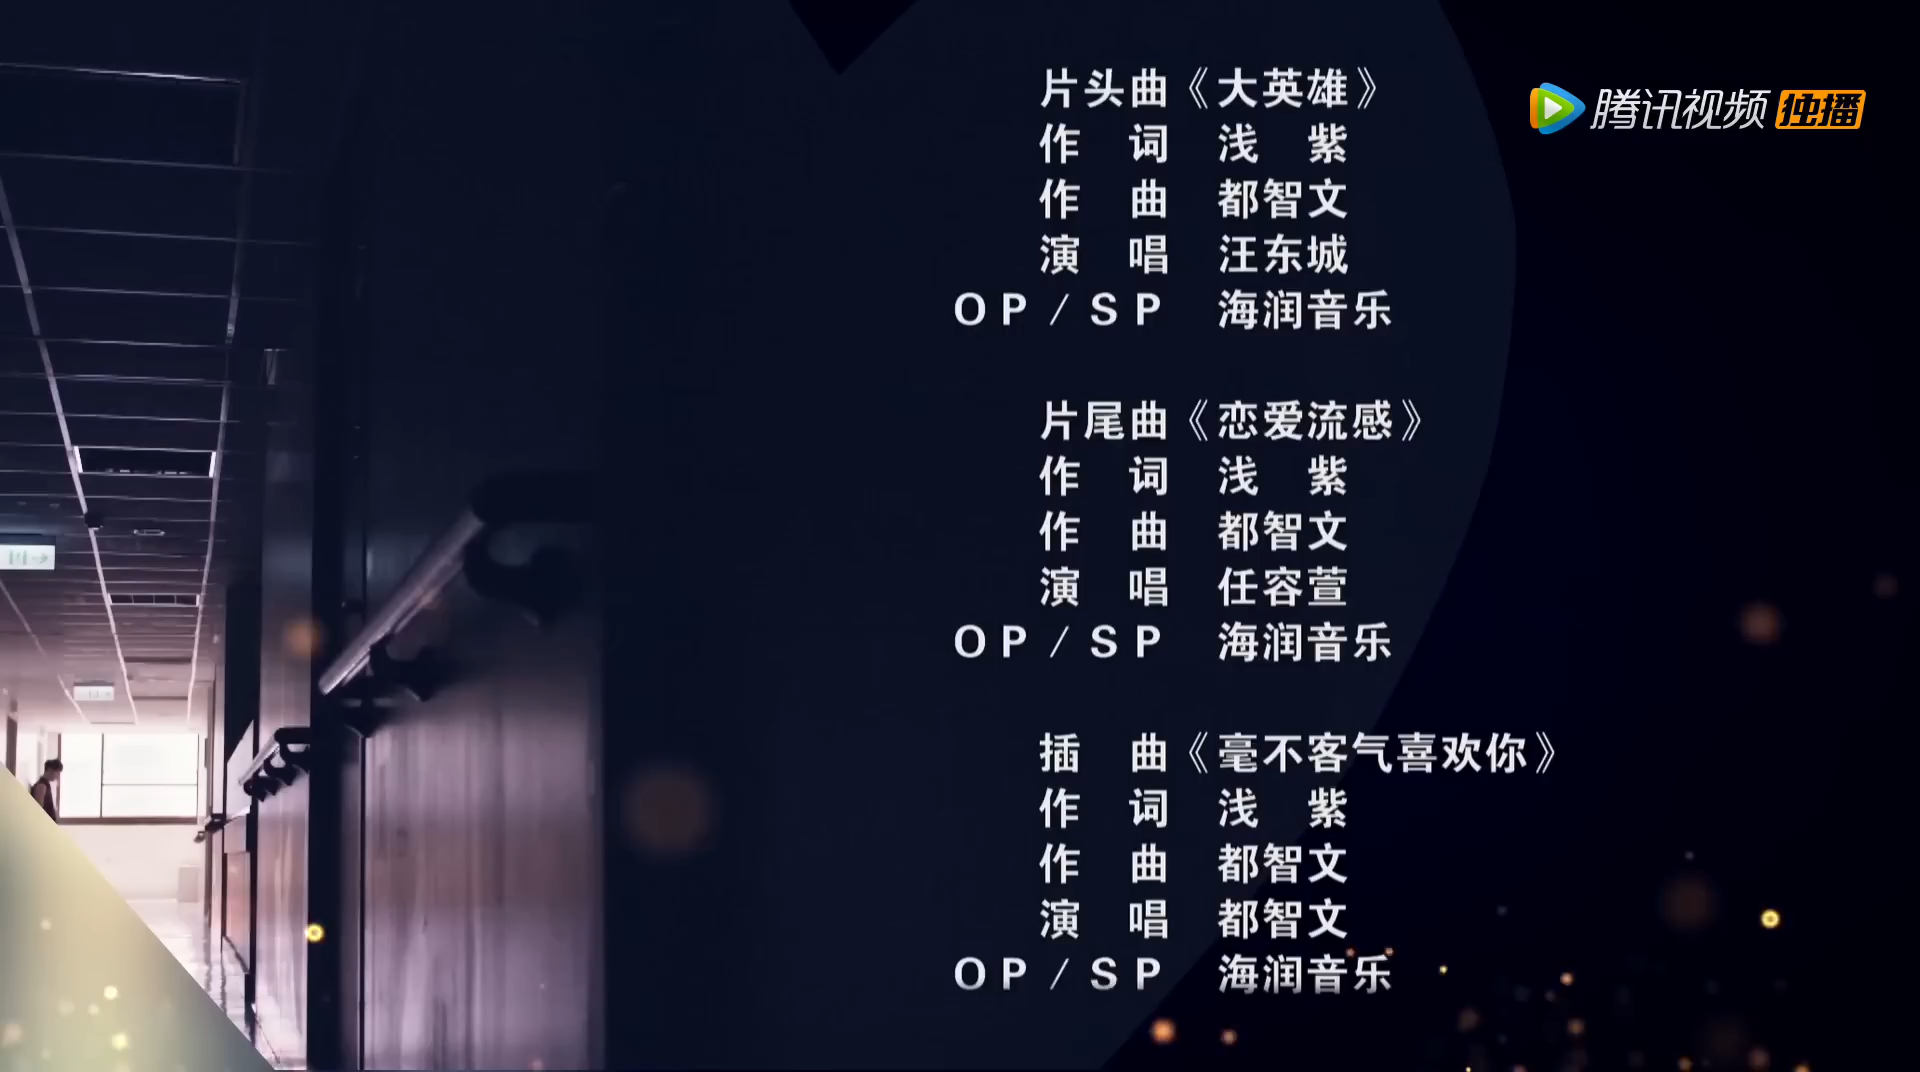 片头曲《大英雄》
作 词 浅 紫
作 曲 都智文
演 唱 汪东城
OP/SP 海润音乐
片尾曲《恋爱流感》
作 词 浅 紫
作 曲 都智文
演 唱 任容萱
OP/SP 海润音乐
插 曲《毫不客气喜欢你》
作 词 浅 紫
作 曲 都智文
演 唱 都智文
OP/SP 海润音乐
腾讯视频 独播